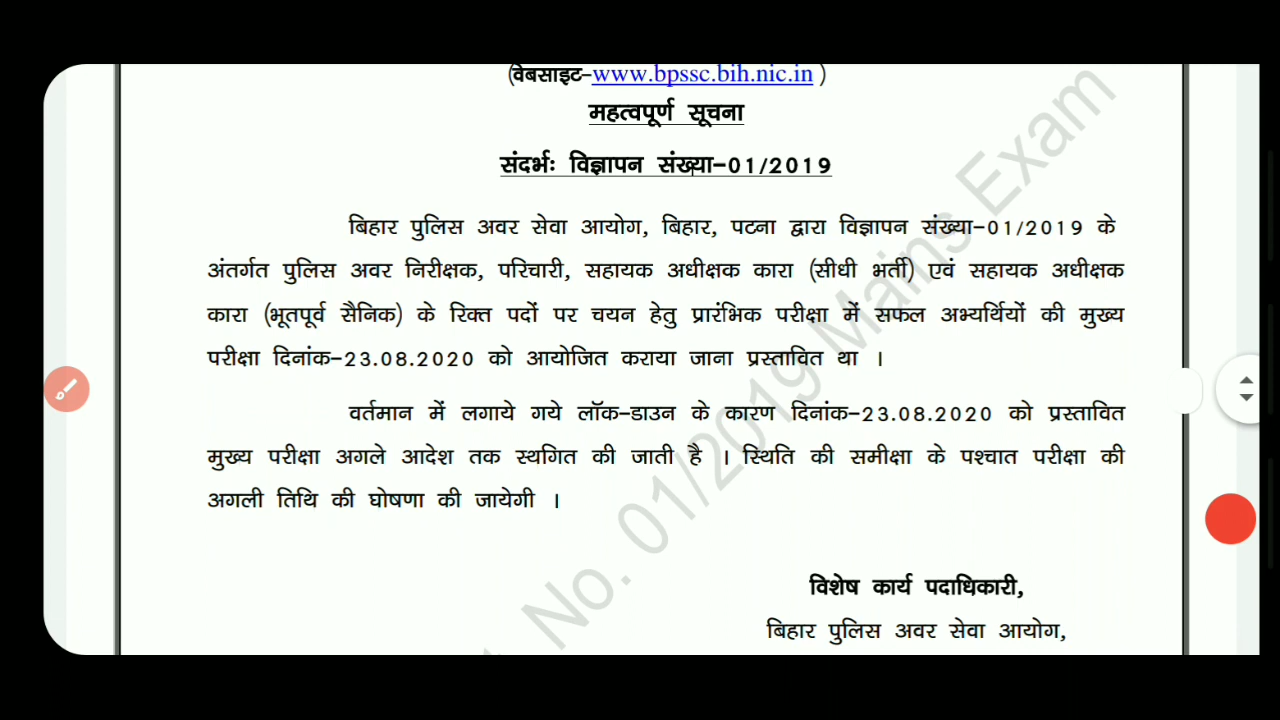 (वेबसाइट-www.bpssc.bih.nic.in )
महत्वपूर्ण सूचना
संदर्भः विज्ञापन संख्या-01/2019
बिहार पुलिस अवर सेवा आयोग, बिहार, पटना द्वारा विज्ञापन संख्या-01/2019 के
अंतर्गत पुलिस अवर निरीक्षक, परिचारी, सहायक अधीक्षक कारा (सीधी भर्ती) एवं सहायक अधीक्षक
कारा (भूतपूर्व सैनिक) के रिक्त पदों पर चयन हेतु प्रारंभिक परीक्षा में सफल अभ्यर्थियों की मुख्य
परीक्षा दिनांक-23.08.2020 को आयोजित कराया जाना प्रस्तावित था ।
वर्तमान में लगाये गये लॉक-डाउन के कारण दिनांक-23.08.2020 को प्रस्तावित
मुख्य परीक्षा अगले आदेश तक स्थगित की जाती है । स्थिति की समीक्षा के पश्चात परीक्षा की
अगली तिथि की घोषणा की जायेगी ।
विशेष कार्य पदाधिकारी,
बिहार पुलिस अवर सेवा आयोग,
No. 01/2019 Mains Exam